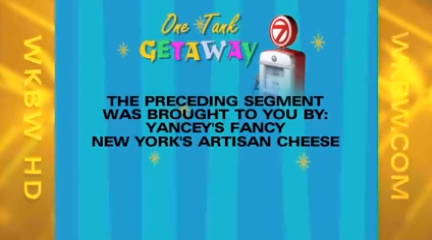 One Tank
GETAWAY
7
THE PRECEDING SEGMENT
WAS BROUGHT TO YOU BY:
YANCEY'S FANCY
NEW YORK'S ARTISAN CHEESE
WKBW HD
WKBW.COM